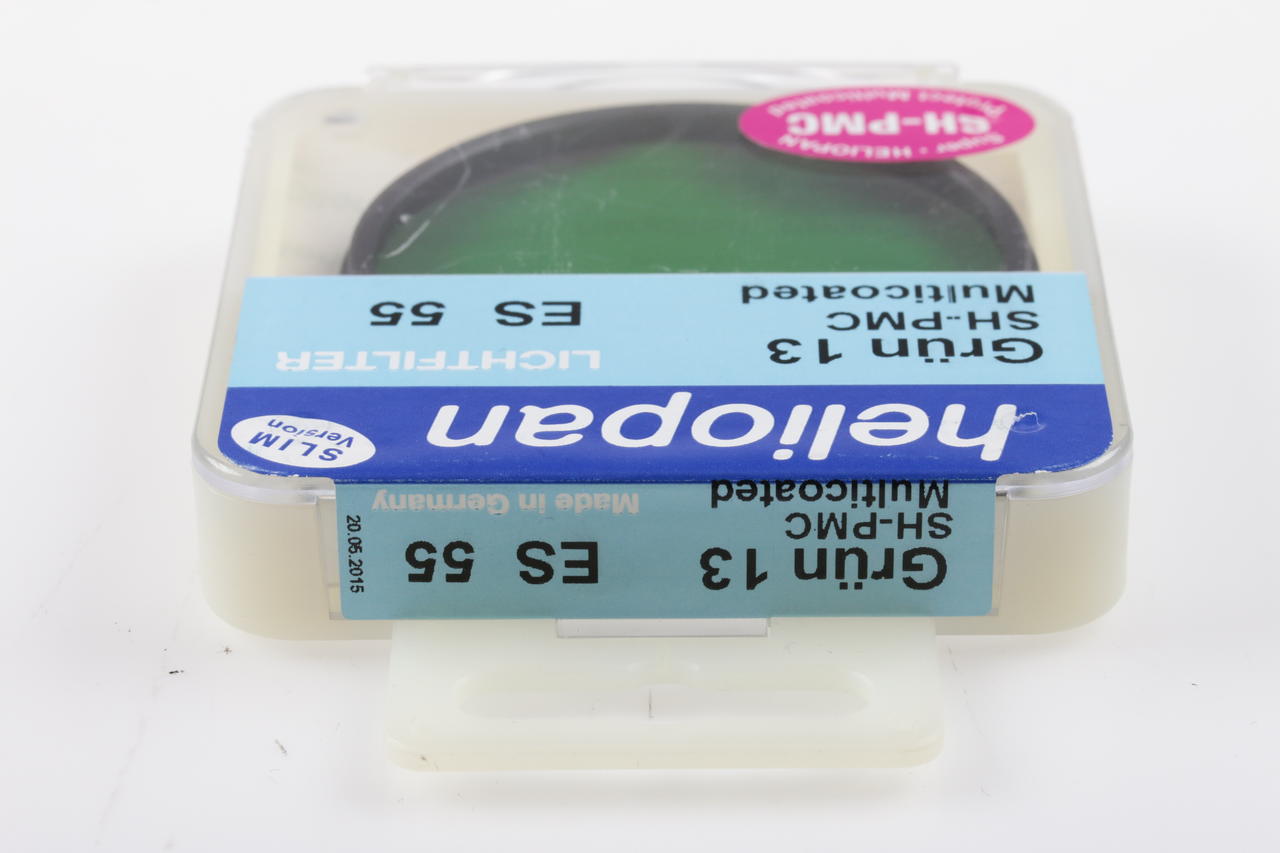 Super • HELIOPAN
SH-PMC
Protect Multicoated
heliopan
SLIM
Version
LICHTFILTER
Grün 13
SH-PMC
Multicoated
ES 55
Grün 13
SH-PMC
Multicoated
ES 55
Made in Germany
20.05.2015